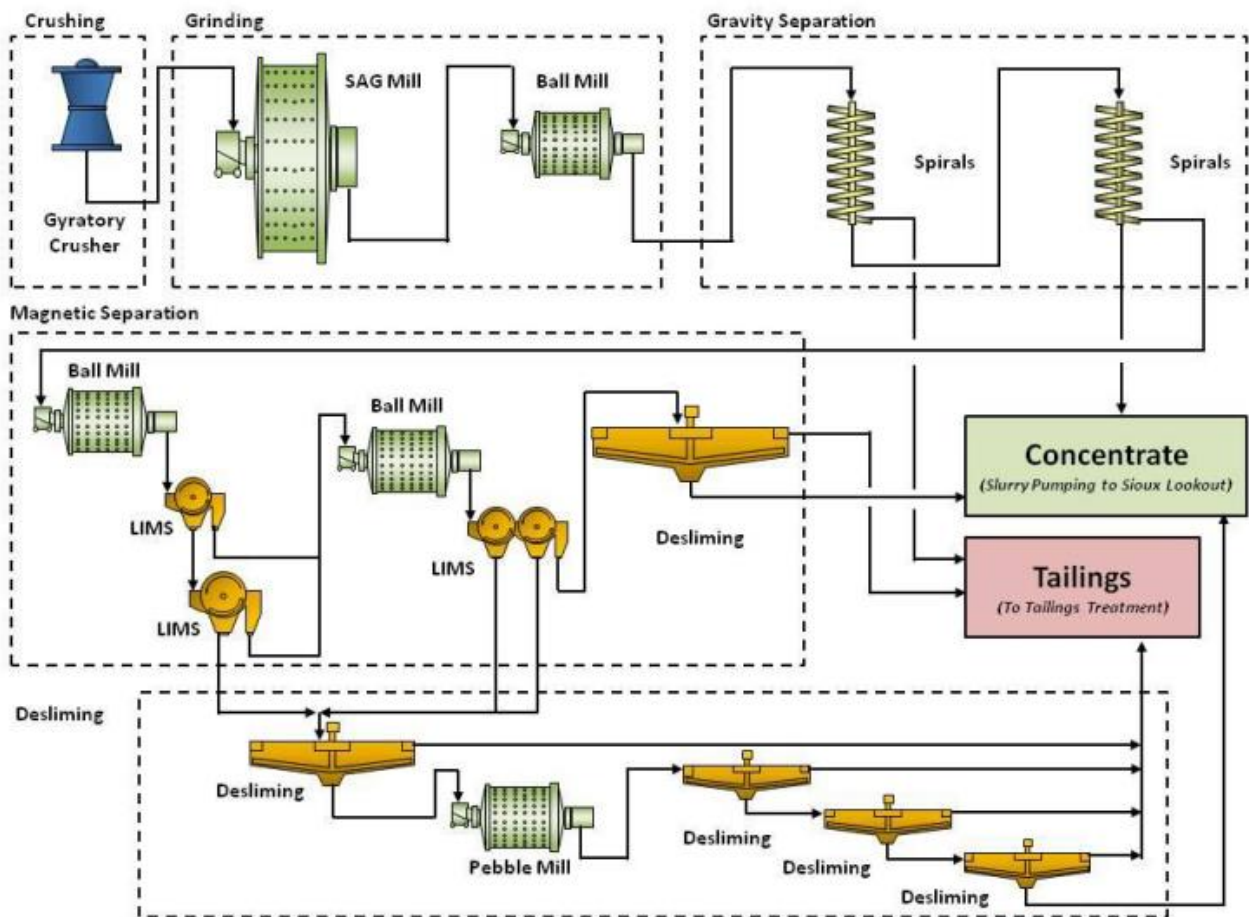 Crushing
Grinding
Gravity Separation
SAG Mill
Ball Mill
Spirals
Spirals
Gyratory
Crusher
Magnetic Separation
Ball Mill
Ball Mill
LIMS
LIMS
LIMS
Desliming
Concentrate
(Slurry Pumping to Sioux Lookout)
Tailings
(To Tailings Treatment)
Desliming
Desliming
Pebble Mill
Desliming
Desliming
Desliming